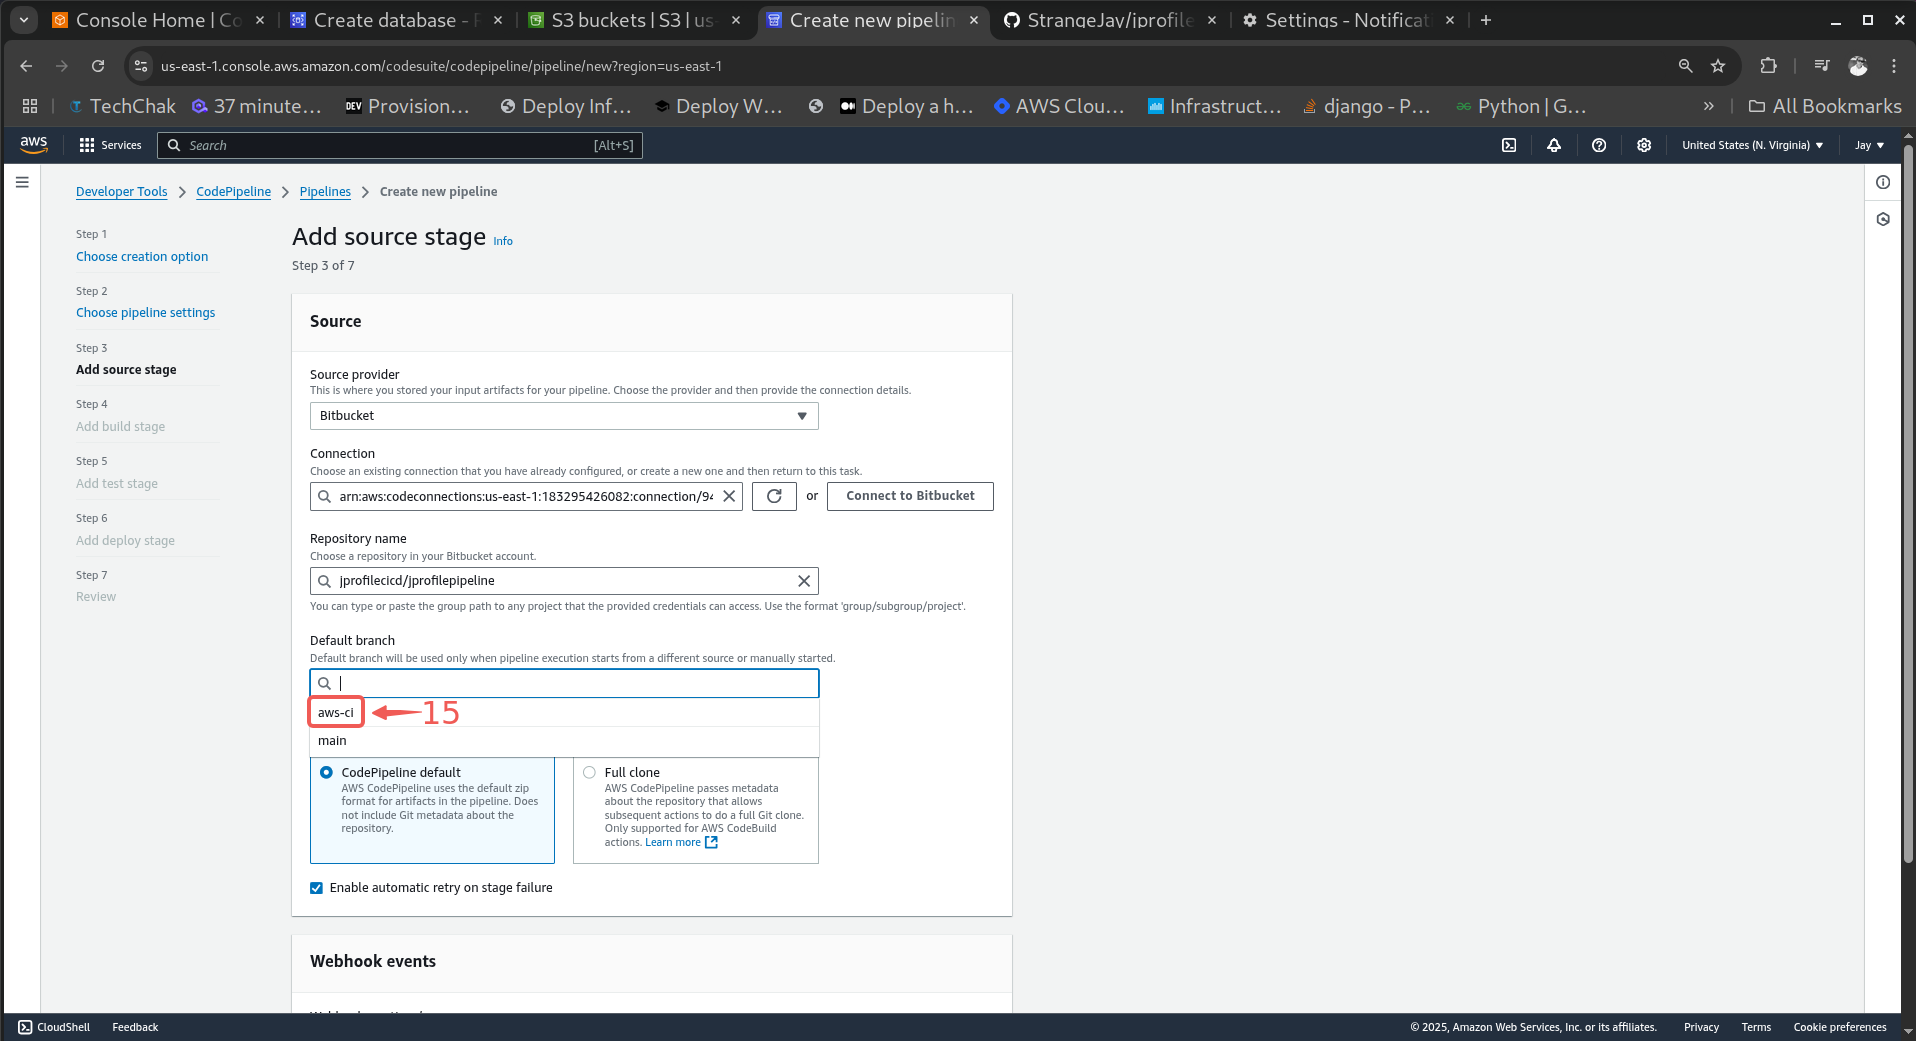 Console Home | Co
Create database - R
S3 buckets | S3 | us-
Create new pipelin
StrangeJay/jprofile
Settings - Notificat
us-east-1.console.aws.amazon.com/codesuite/codepipeline/pipeline/new?region=us-east-1
TechChak
37 minute...
DEV Provision...
Deploy Inf...
Deploy W...
Deploy a h...
AWS Clou...
Infrastruct...
django - P...
Python | G...
»
All Bookmarks
aws
Services
Search
[Alt+S]
United States (N. Virginia)
Jay
Developer Tools
CodePipeline
Pipelines
Create new pipeline
Step 1
Choose creation option
Step 2
Choose pipeline settings
Step 3
Add source stage
Step 4
Add build stage
Step 5
Add test stage
Step 6
Add deploy stage
Step 7
Review
Add source stage Info
Step 3 of 7
Source
Source provider
This is where you stored your input artifacts for your pipeline. Choose the provider and then provide the connection details.
Bitbucket
Connection
Choose an existing connection that you have already configured, or create a new one and then return to this task.
arn:aws:codeconnections:us-east-1:183295426082:connection/94
or
Connect to Bitbucket
Repository name
Choose a repository in your Bitbucket account.
jprofilecicd/jprofilepipeline
You can type or paste the group path to any project that the provided credentials can access. Use the format 'group/subgroup/project'.
Default branch
Default branch will be used only when pipeline execution starts from a different source or manually started.
aws-ci
15
main
CodePipeline default
AWS CodePipeline uses the default zip
format for artifacts in the pipeline. Does
not include Git metadata about the
repository.
Full clone
AWS CodePipeline passes metadata
about the repository that allows
subsequent actions to do a full Git clone.
Only supported for AWS CodeBuild
actions. Learn more
Enable automatic retry on stage failure
Webhook events
CloudShell
Feedback
© 2025, Amazon Web Services, Inc. or its affiliates.
Privacy
Terms
Cookie preferences